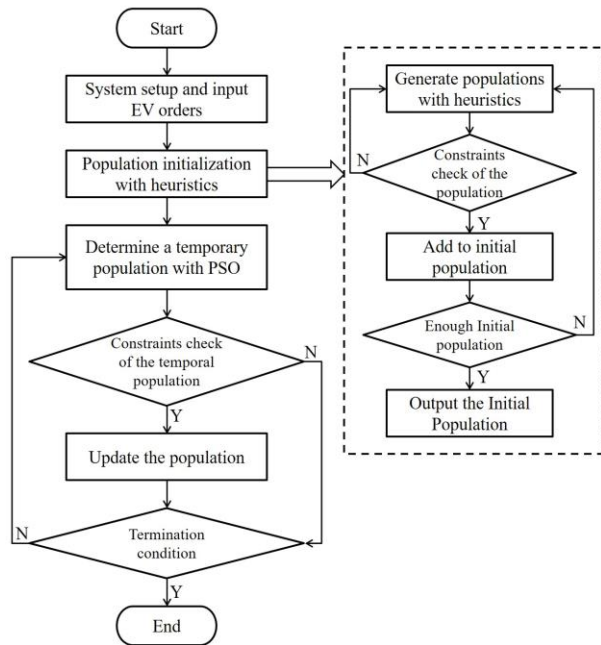 Start
System setup and input
EV orders
Population initialization
with heuristics
Determine a temporary
population with PSO
Constraints check
of the temporal
population
N
Y
Update the population
N
Termination
condition
Y
End
Generate populations
with heuristics
N
Constraints
check of the
population
Y
Add to initial
population
Enough Initial
population
N
Y
Output the Initial
Population